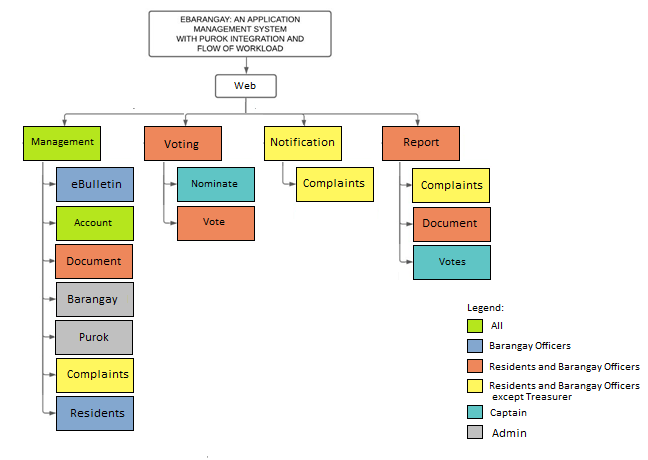 EBARANGAY: AN APPLICATION
MANAGEMENT SYSTEM
WITH PUROK INTEGRATION AND
FLOW OF WORKLOAD
Web
Management
Voting
Notification
Report
eBulletin
Account
Document
Barangay
Purok
Complaints
Residents
Nominate
Vote
Complaints
Complaints
Document
Votes
Legend:
All
Barangay Officers
Residents and Barangay Officers
Residents and Barangay Officers
except Treasurer
Captain
Admin